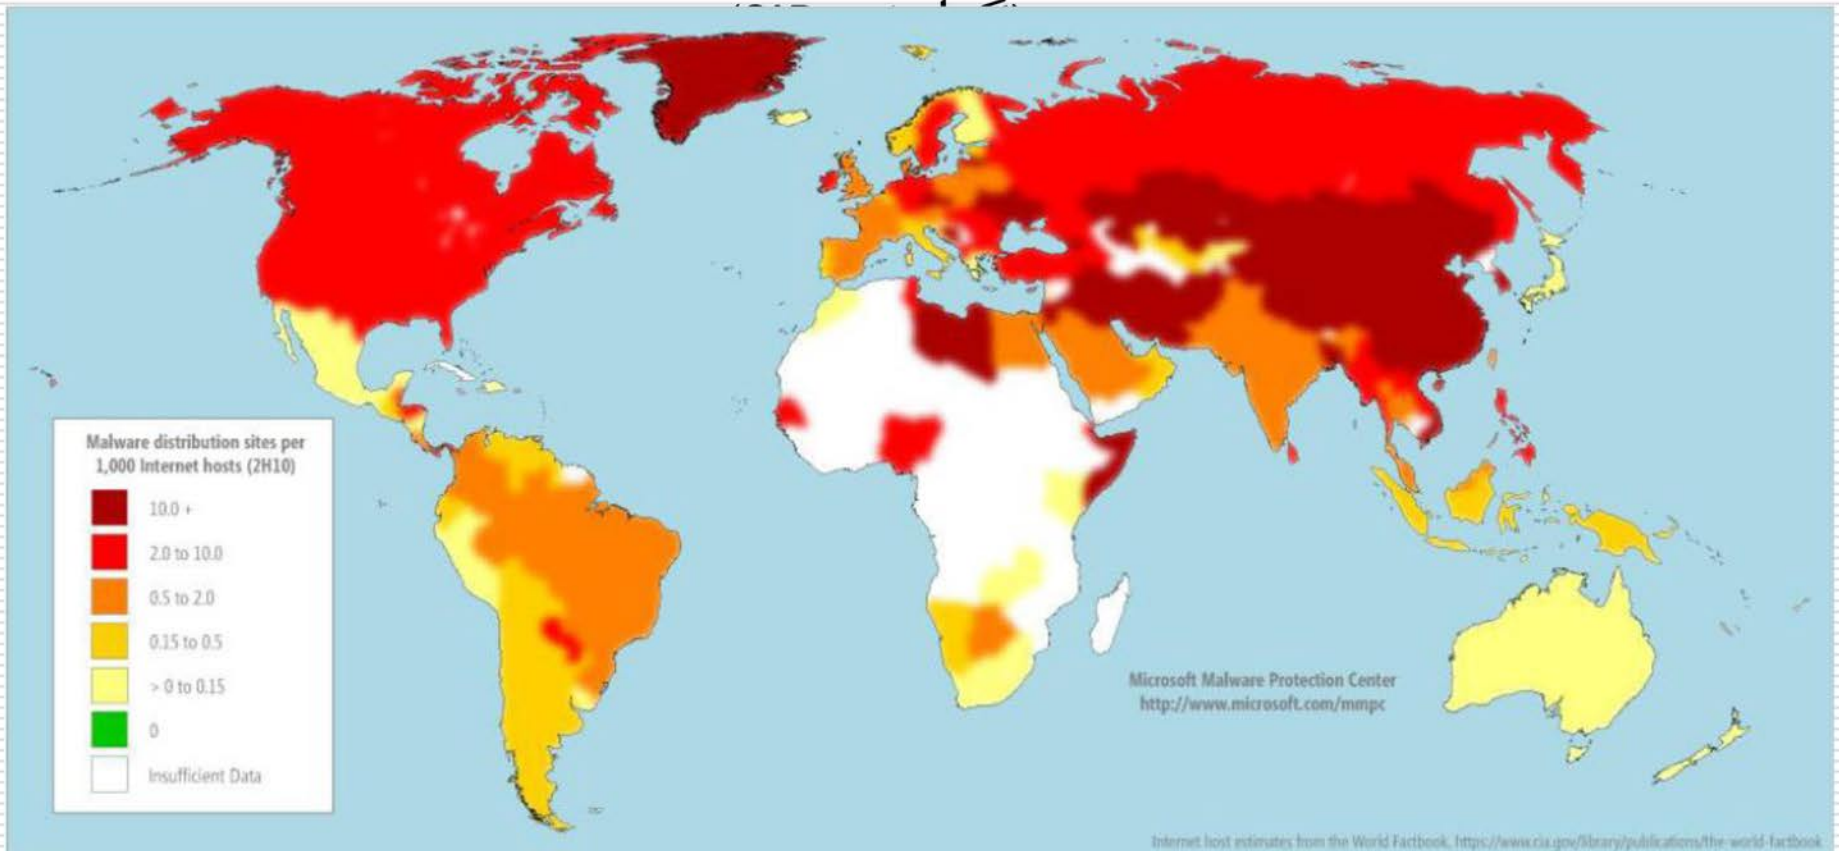 Malware distribution sites per
1,000 Internet hosts (2H10)
10.0 +
2.0 to 10.0
0.5 to 2.0
0.15 to 0.5
> 0 to 0.15
0
Insufficient Data
Microsoft Malware Protection Center
http://www.microsoft.com/mmpc
Internet host estimates from the World Factbook, https://www.cia.gov/library/publications/the-world-factbook